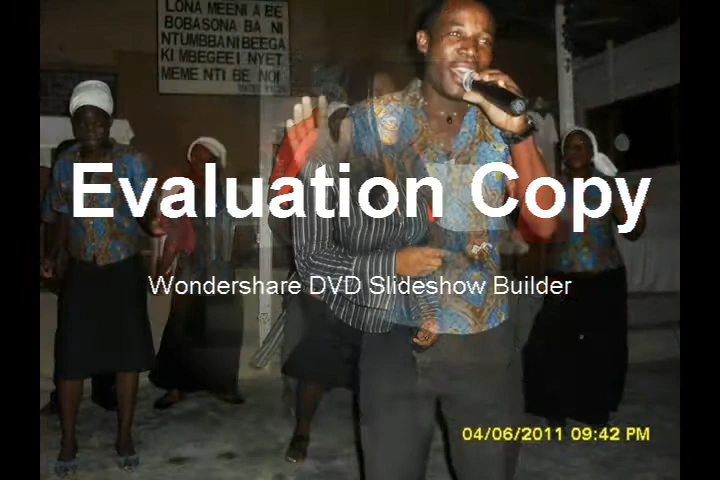 LONA MEENI A BE
BOBASONA BA NI
NTUMBBANIBEEGA
KI MBEGEEI NYET
MEME NTI BE NOI
Evaluation Copy
Wondershare DVD Slideshow Builder
04/06/2011 09:42 PM